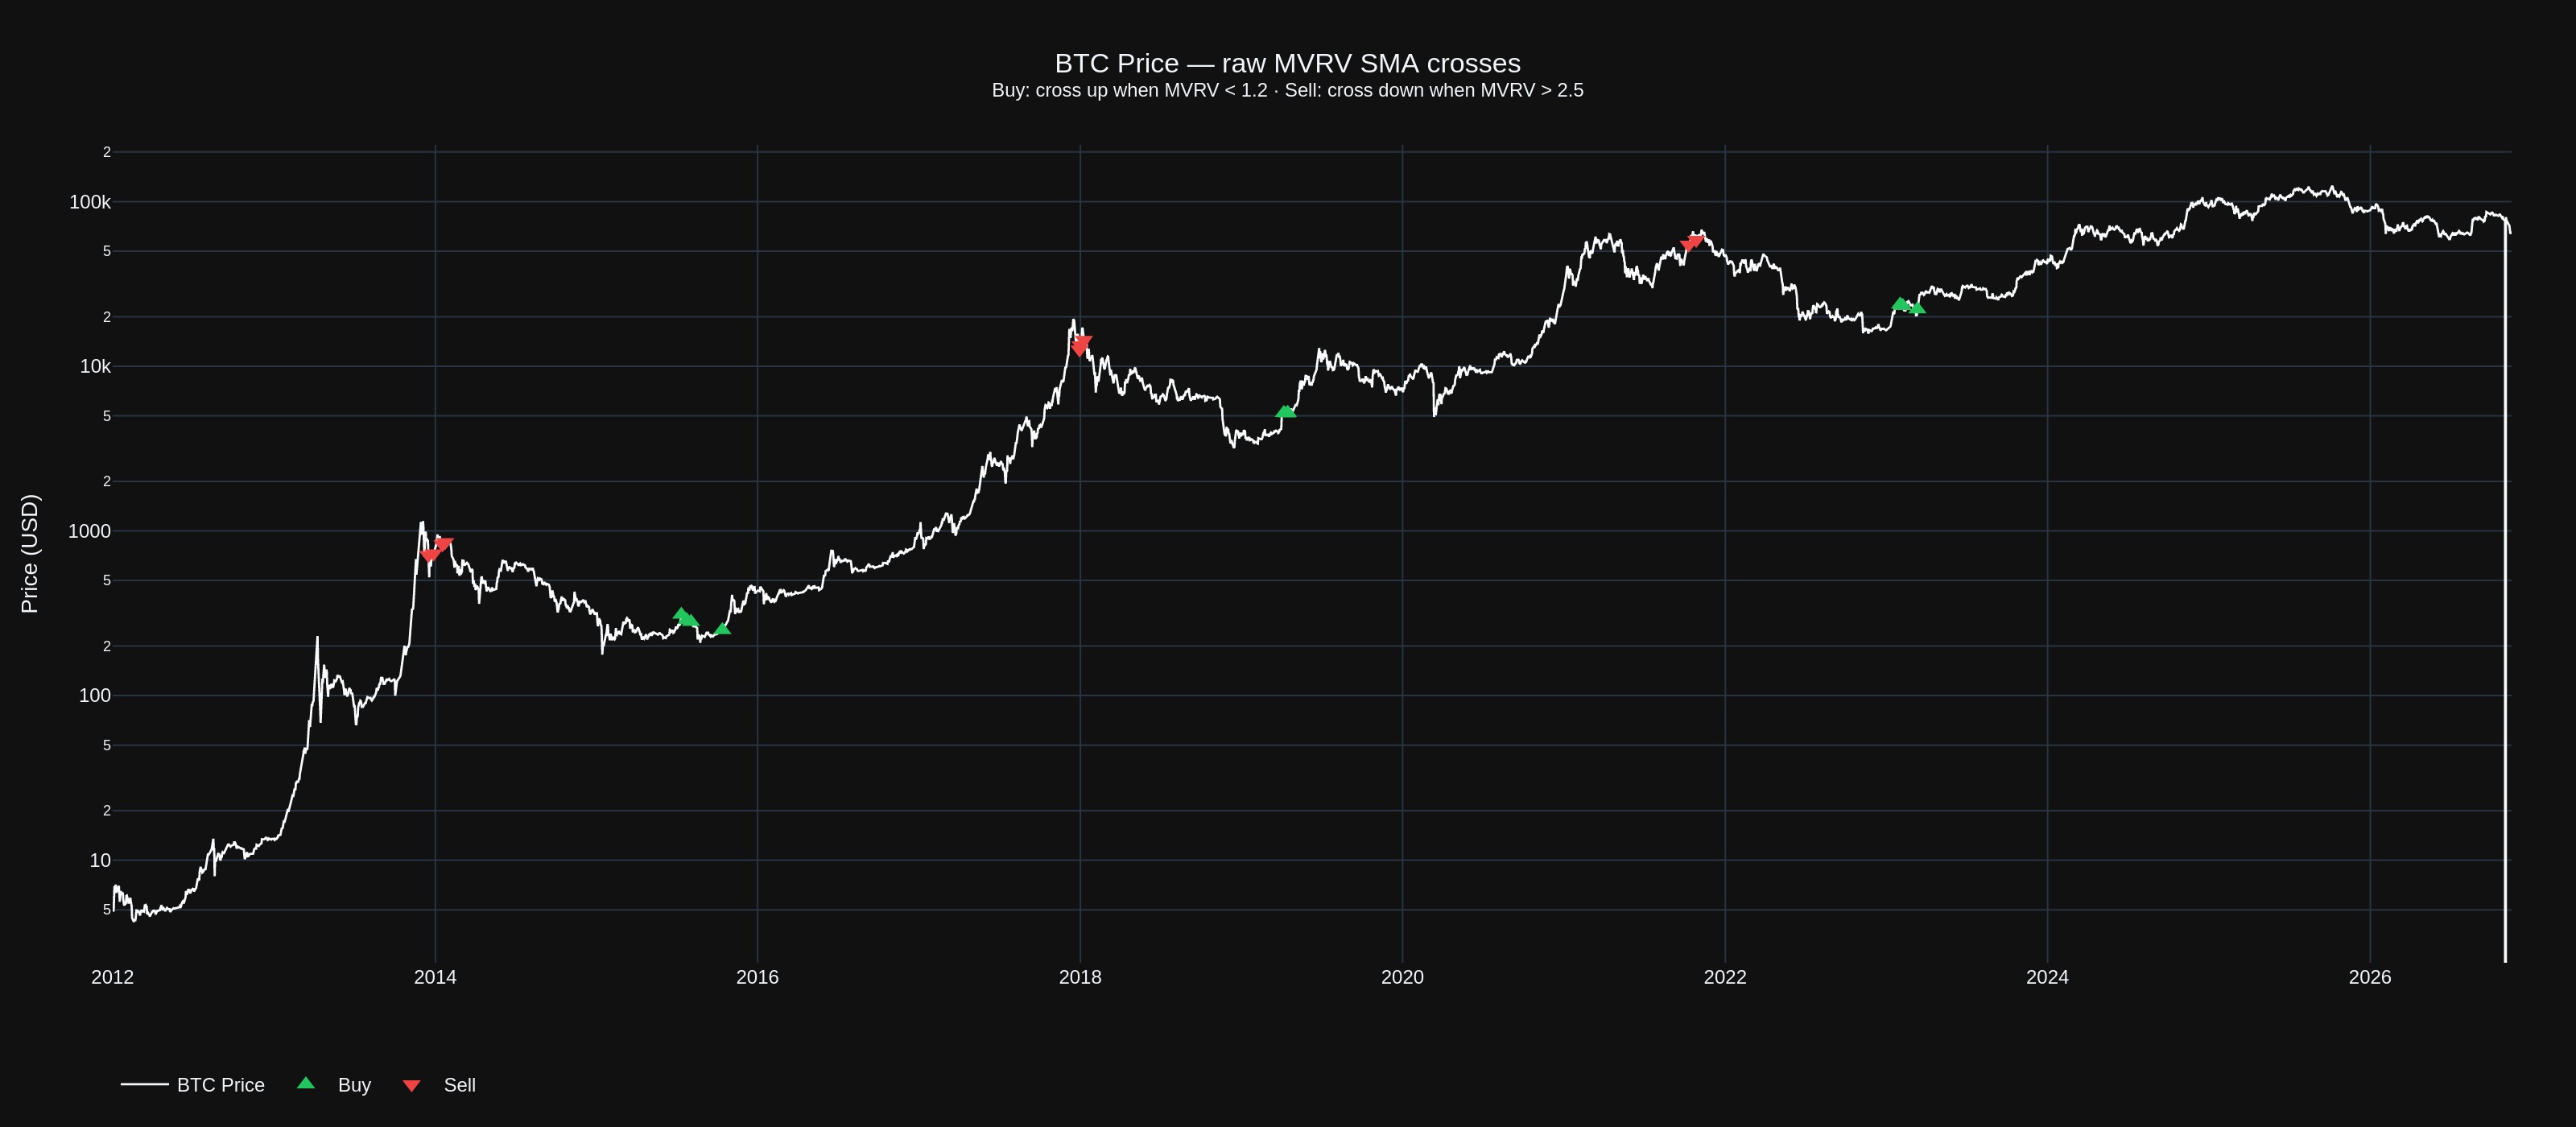 BTC Price — raw MVRV SMA crosses
Buy: cross up when MVRV < 1.2 · Sell: cross down when MVRV > 2.5
Price (USD)
2
100k
5
2
10k
5
2
1000
5
2
100
5
2
10
5
2012 2014 2016 2018 2020 2022 2024 2026
BTC Price Buy Sell